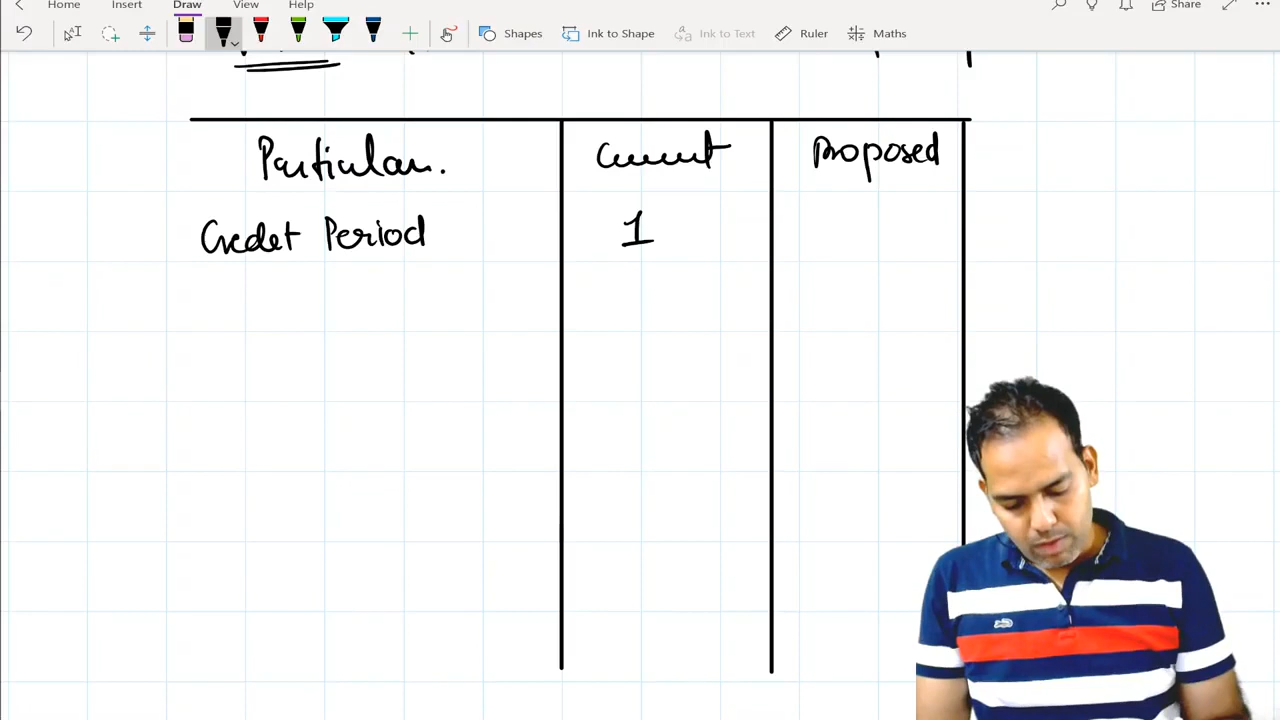 Home Insert Draw View Help Share
Shapes Ink to Shape Ink to Text Ruler Maths
Particulars. Current Proposed
Credit Period 1